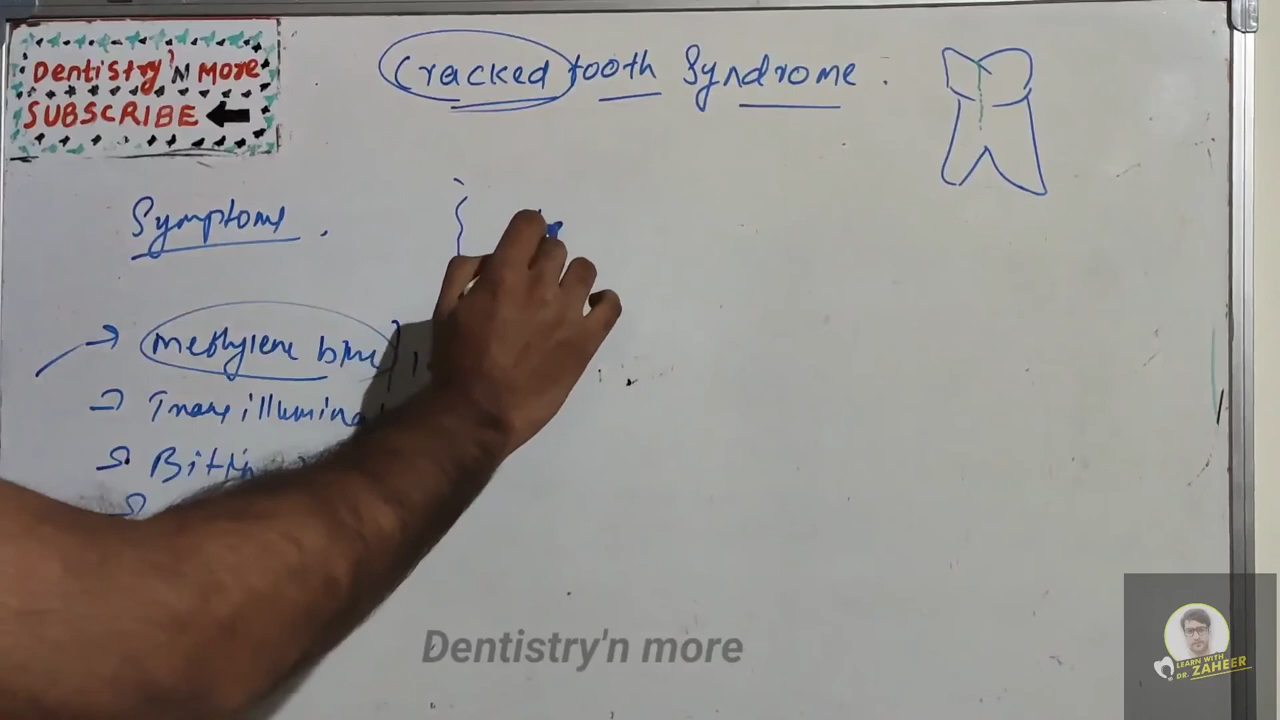 Dentistry'N MORE
SUBSCRIBE
Cracked tooth Syndrome :
Symptoms .
→ methylene blue
Dentistry'n more
LEARN WITH
DR. ZAHEER